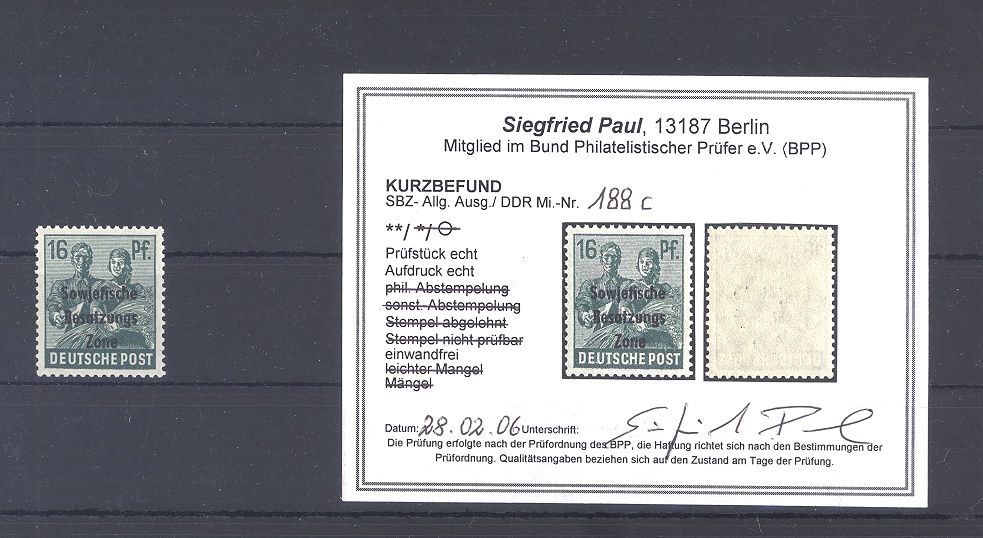 16 Pf.
Sowjetische
Besatzungs
Zone
DEUTSCHE POST
Siegfried Paul, 13187 Berlin
Mitglied im Bund Philatelistischer Prüfer e.V. (BPP)
KURZBEFUND
SBZ- Allg. Ausg./ DDR Mi.-Nr. 188 c
**/ */
Prüfstück echt
Aufdruck echt
phil. Abstempelung
sonst. Abstempelung
Stempel abgelehnt
Stempel nicht prüfbar
einwandfrei
leichter Mangel
Mängel
16 Pf.
Sowjetische
Besatzungs
Zone
DEUTSCHE POST
Datum: 28.02.06 Unterschrift:
Die Prüfung erfolgte nach der Prüfordnung des BPP, die Haftung richtet sich nach den Bestimmungen der
Prüfordnung. Qualitätsangaben beziehen sich auf den Zustand am Tage der Prüfung.